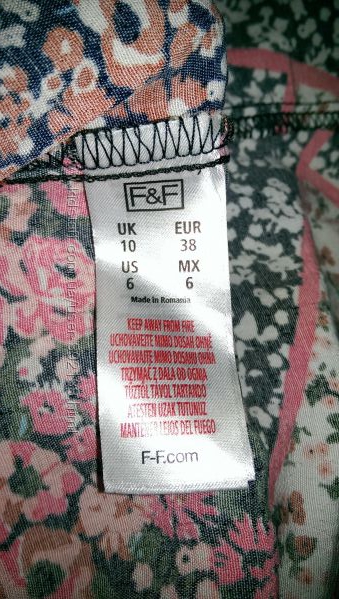 F&F
UK EUR
10 38
US MX
6 6
Made in Romania
KEEP AWAY FROM FIRE
UCHOVÁVEJTE MIMO DOSAH OHNĚ
UCHOVÁVAJTE MIMO DOSAHU OHŇA
TRZYMAĆ Z DALA OD OGNIA
TŰZTŐL TÁVOL TARTANDÓ
ATEŞTEN UZAK TUTUNUZ
MANTENER LEJOS DEL FUEGO
F-F.com